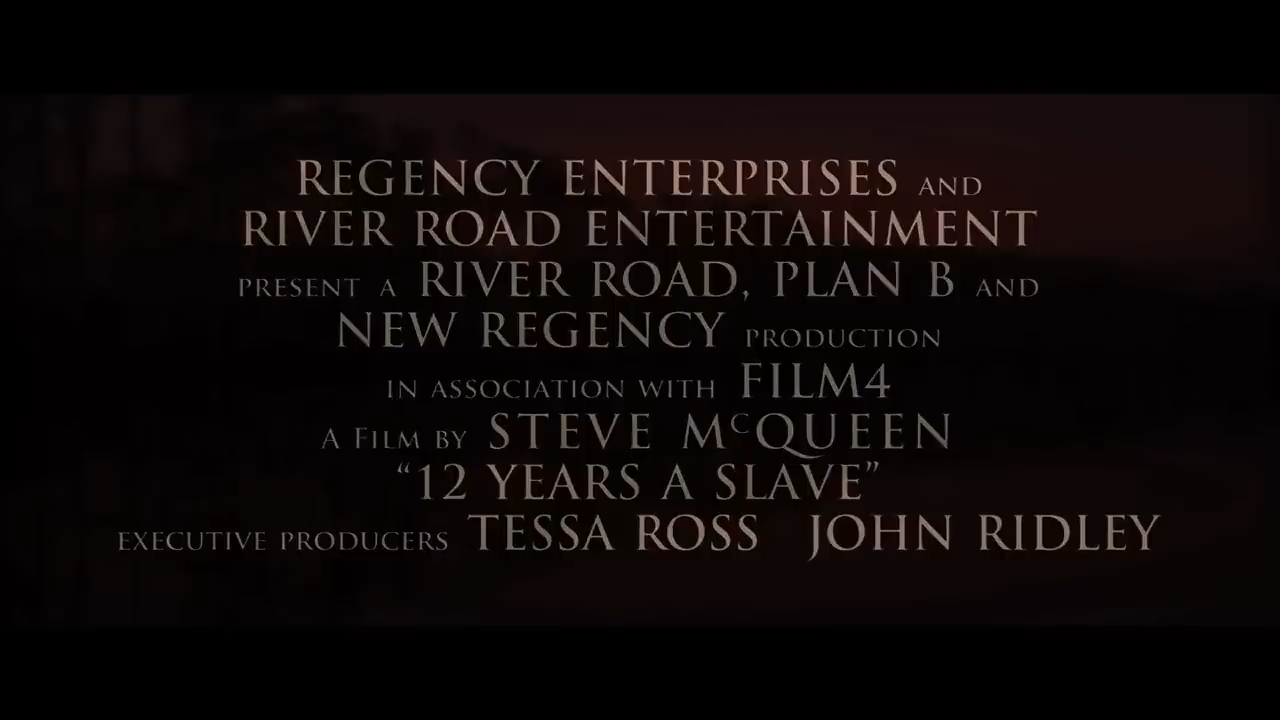 REGENCY ENTERPRISES AND
RIVER ROAD ENTERTAINMENT
PRESENT A RIVER ROAD, PLAN B AND
NEW REGENCY PRODUCTION
IN ASSOCIATION WITH FILM4
A FILM BY STEVE MCQUEEN
“12 YEARS A SLAVE”
EXECUTIVE PRODUCERS TESSA ROSS JOHN RIDLEY